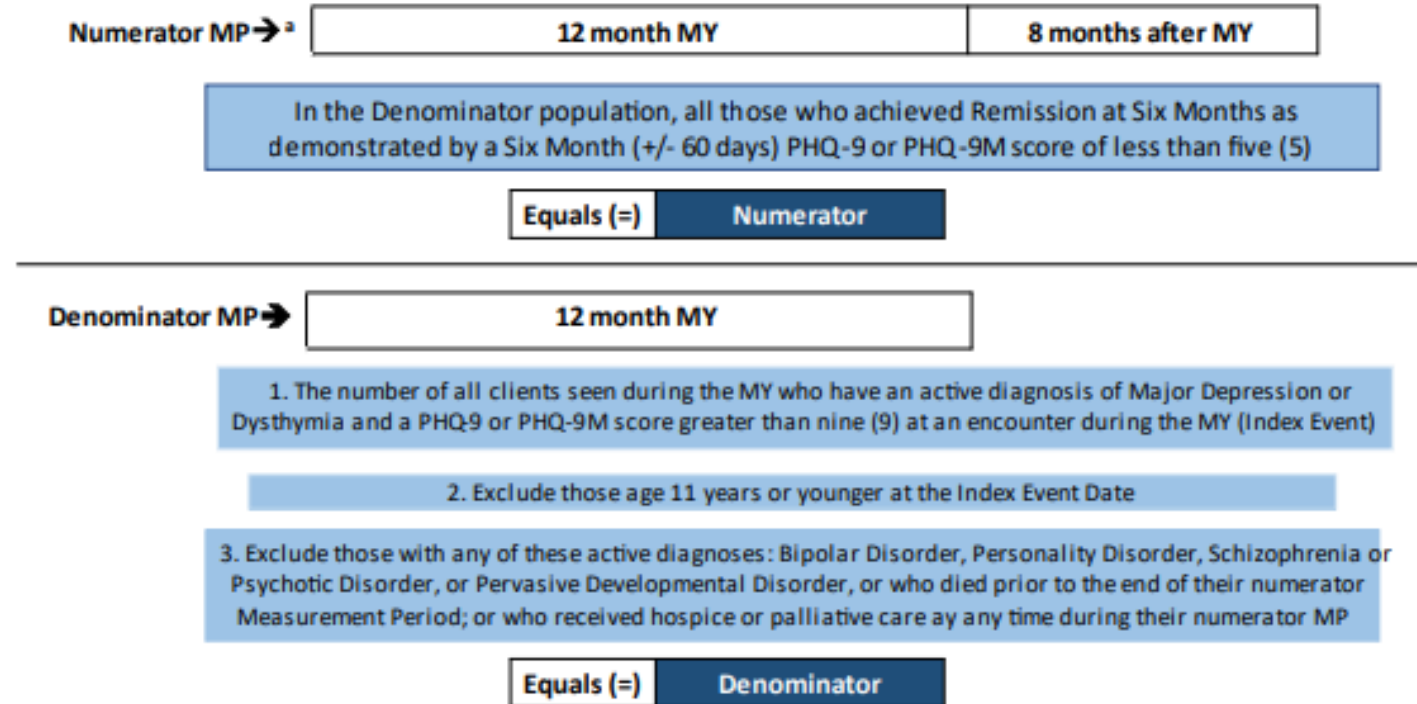 Numerator MP➔ a 12 month MY 8 months after MY
In the Denominator population, all those who achieved Remission at Six Months as
demonstrated by a Six Month (+/- 60 days) PHQ-9 or PHQ-9M score of less than five (5)
Equals (=) Numerator
Denominator MP➔ 12 month MY
1. The number of all clients seen during the MY who have an active diagnosis of Major Depression or
Dysthymia and a PHQ-9 or PHQ-9M score greater than nine (9) at an encounter during the MY (Index Event)
2. Exclude those age 11 years or younger at the Index Event Date
3. Exclude those with any of these active diagnoses: Bipolar Disorder, Personality Disorder, Schizophrenia or
Psychotic Disorder, or Pervasive Developmental Disorder, or who died prior to the end of their numerator
Measurement Period; or who received hospice or palliative care ay any time during their numerator MP
Equals (=) Denominator